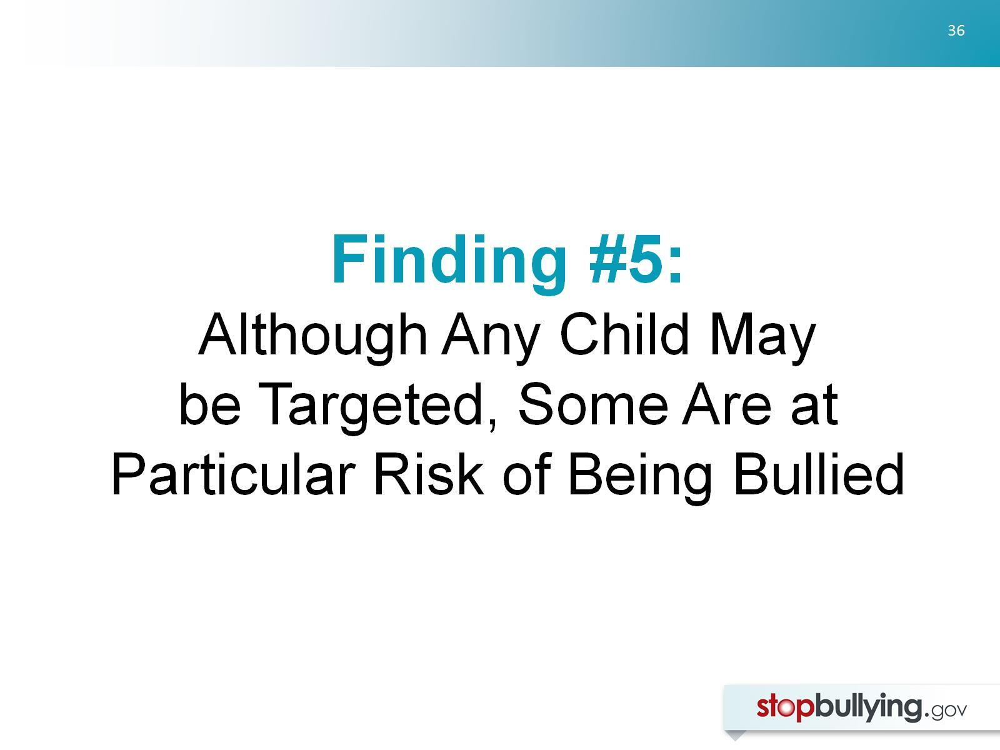 36
Finding #5:
Although Any Child May
be Targeted, Some Are at
Particular Risk of Being Bullied
stopbullying.gov